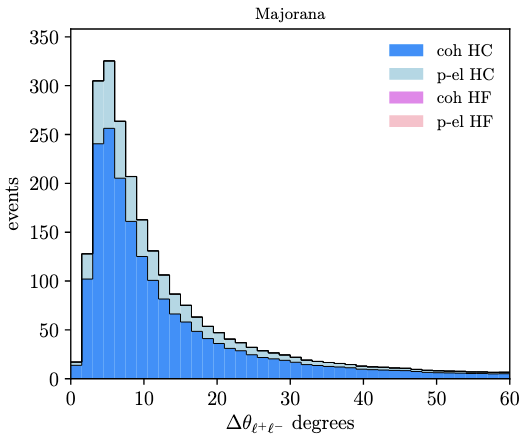 Majorana
350
300
250
200
150
100
50
0
events
coh HC
p-el HC
coh HF
p-el HF
0 10 20 30 40 50 60
Δθℓ+ℓ− degrees